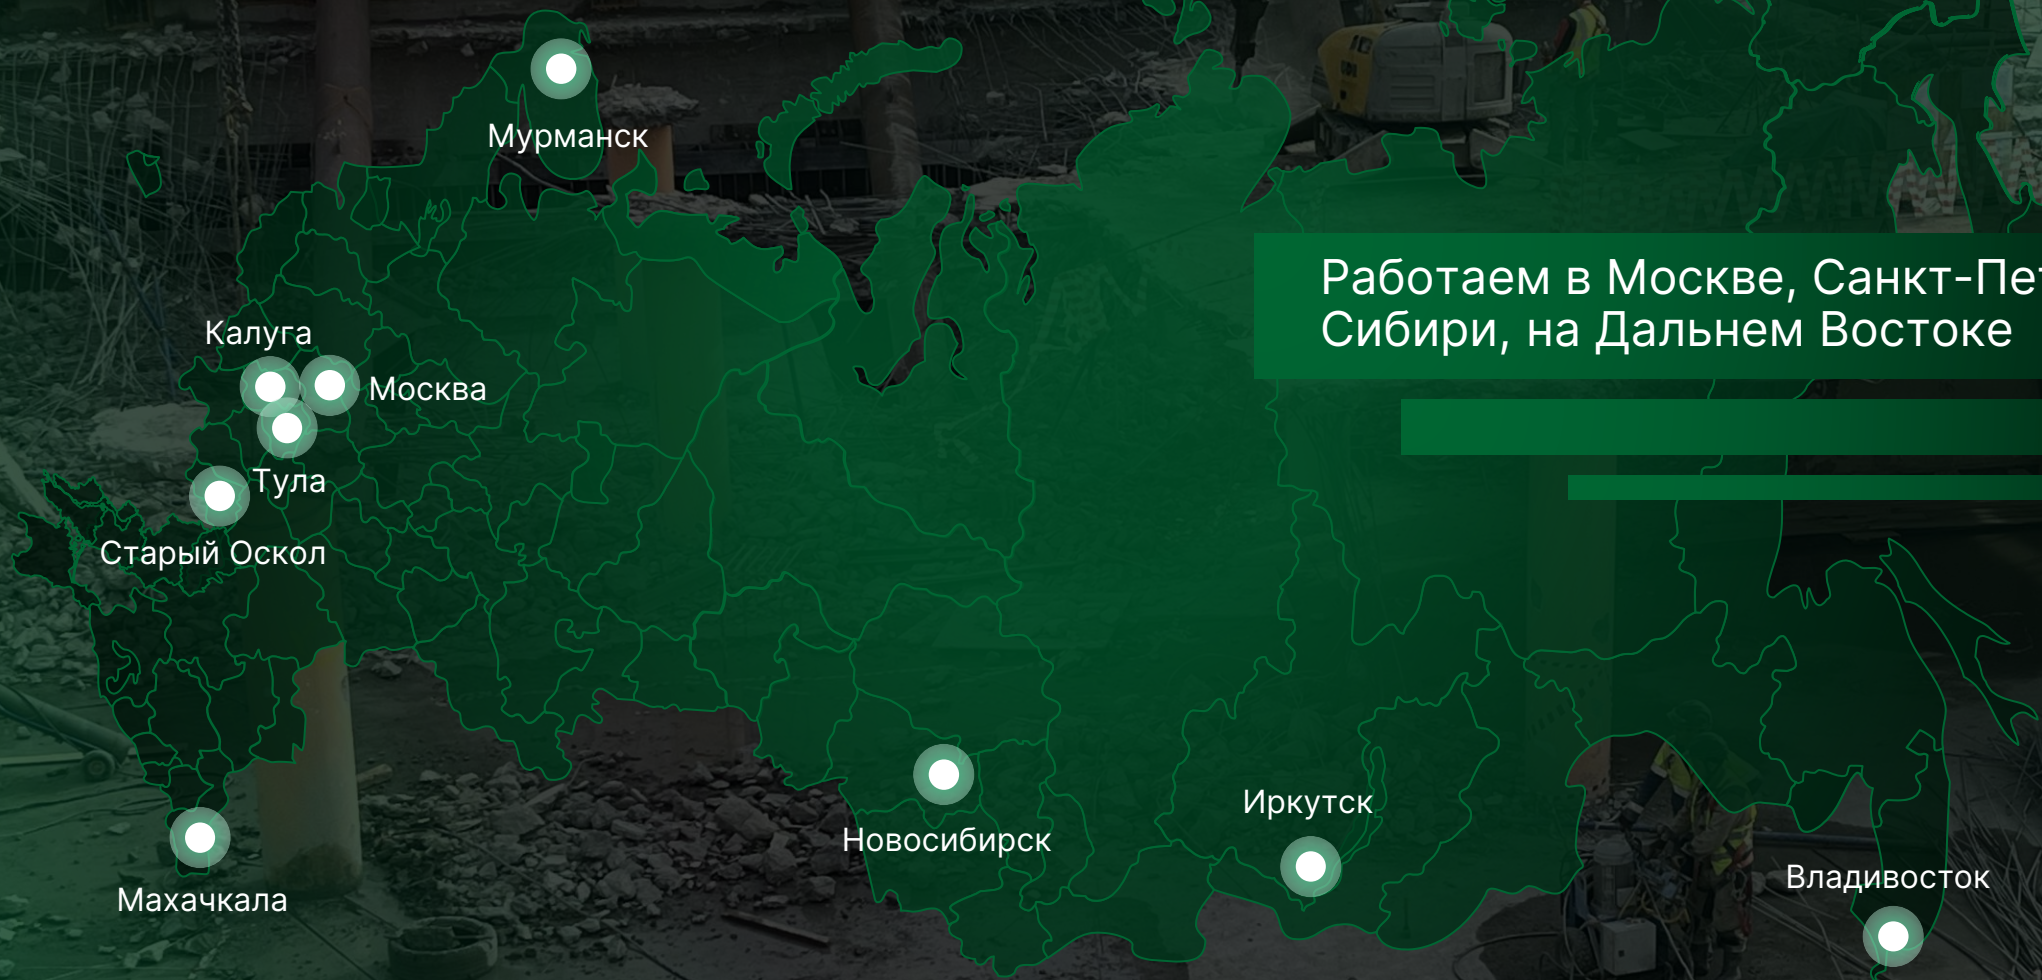 Мурманск
Работаем в Москве, Санкт-Пе
Сибири, на Дальнем Востоке
Калуга
Москва
Тула
Старый Оскол
Иркутск
Новосибирск
Владивосток
Махачкала